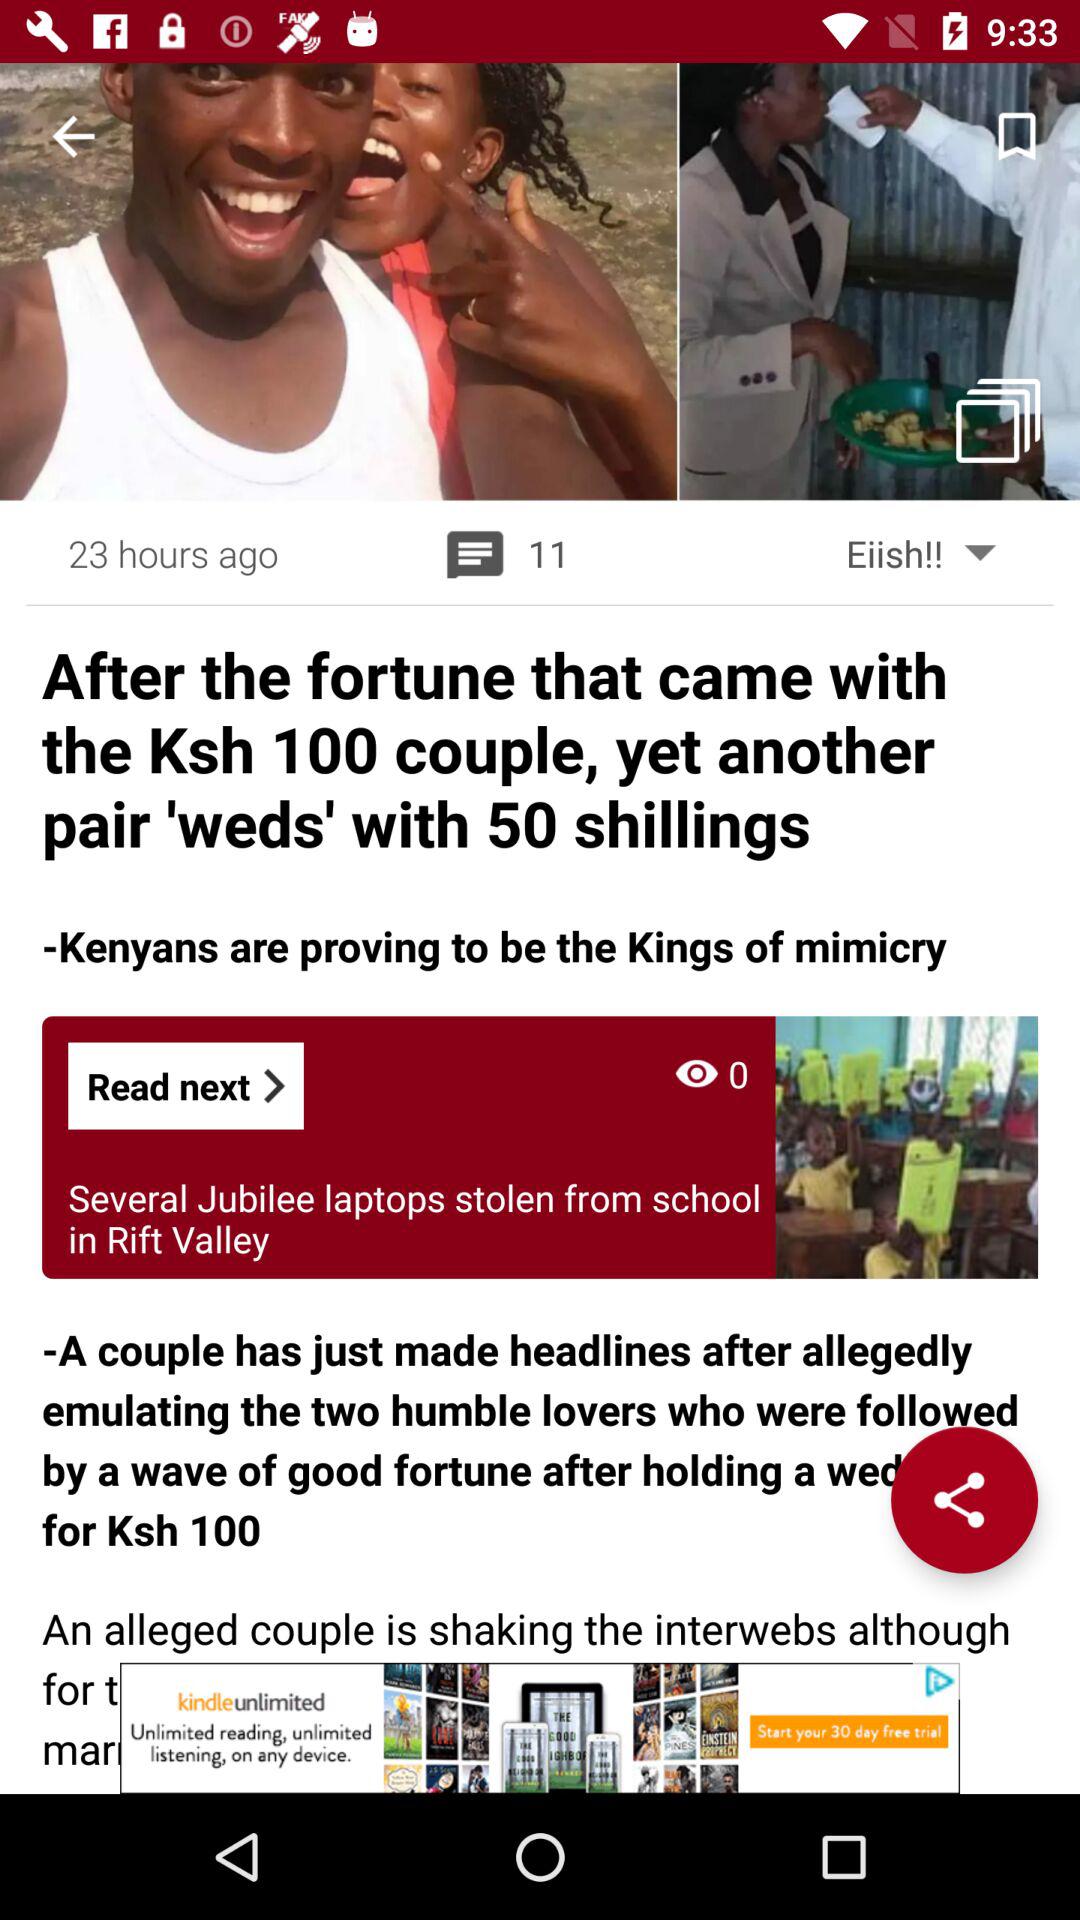 FAKE
9:33
23 hours ago
11
Eiish!!
After the fortune that came with
the Ksh 100 couple, yet another
pair 'weds' with 50 shillings
-Kenyans are proving to be the Kings of mimicry
Read next
0
Several Jubilee laptops stolen from school
in Rift Valley
-A couple has just made headlines after allegedly
emulating the two humble lovers who were followed
by a wave of good fortune after holding a wed
for Ksh 100
An alleged couple is shaking the interwebs although
for t
marr
kindleunlimited
Unlimited reading, unlimited
listening, on any device.
THE
GOOD
NEIGHBOR
PINES
EINSTEIN
PROPHECY
Start your 30 day free trial